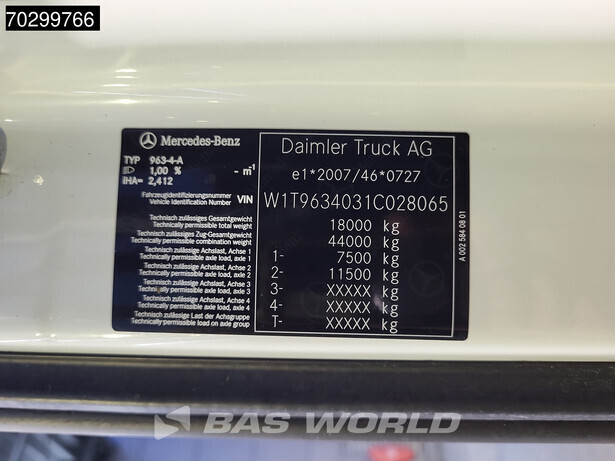 70299766
Mercedes-Benz
TYP 963-4-A
1,00 % - m⁻¹
iHA= 2,412
Fahrzeugidentifizierungsnummer
Vehicle Identification Number VIN
Technisch zulässiges Gesamtgewicht
Technically permissible total weight
Technisch zulässiges Zug-Gesamtgewicht
Technically permissible combination weight
Technisch zulässige Achslast, Achse 1
Technically permissible axle load, axle 1
Technisch zulässige Achslast, Achse 2
Technically permissible axle load, axle 2
Technisch zulässige Achslast, Achse 3
Technically permissible axle load, axle 3
Technisch zulässige Achslast, Achse 4
Technically permissible axle load, axle 4
Technisch zulässige Last der Achsgruppe
Technically permissible load on axle group
Daimler Truck AG
e1*2007/46*0727
W1T9634031C028065
18000 kg
44000 kg
1- 7500 kg
2- 11500 kg
3- XXXXX kg
4- XXXXX kg
T- XXXXX kg
A 002 584 08 01
BAS WORLD